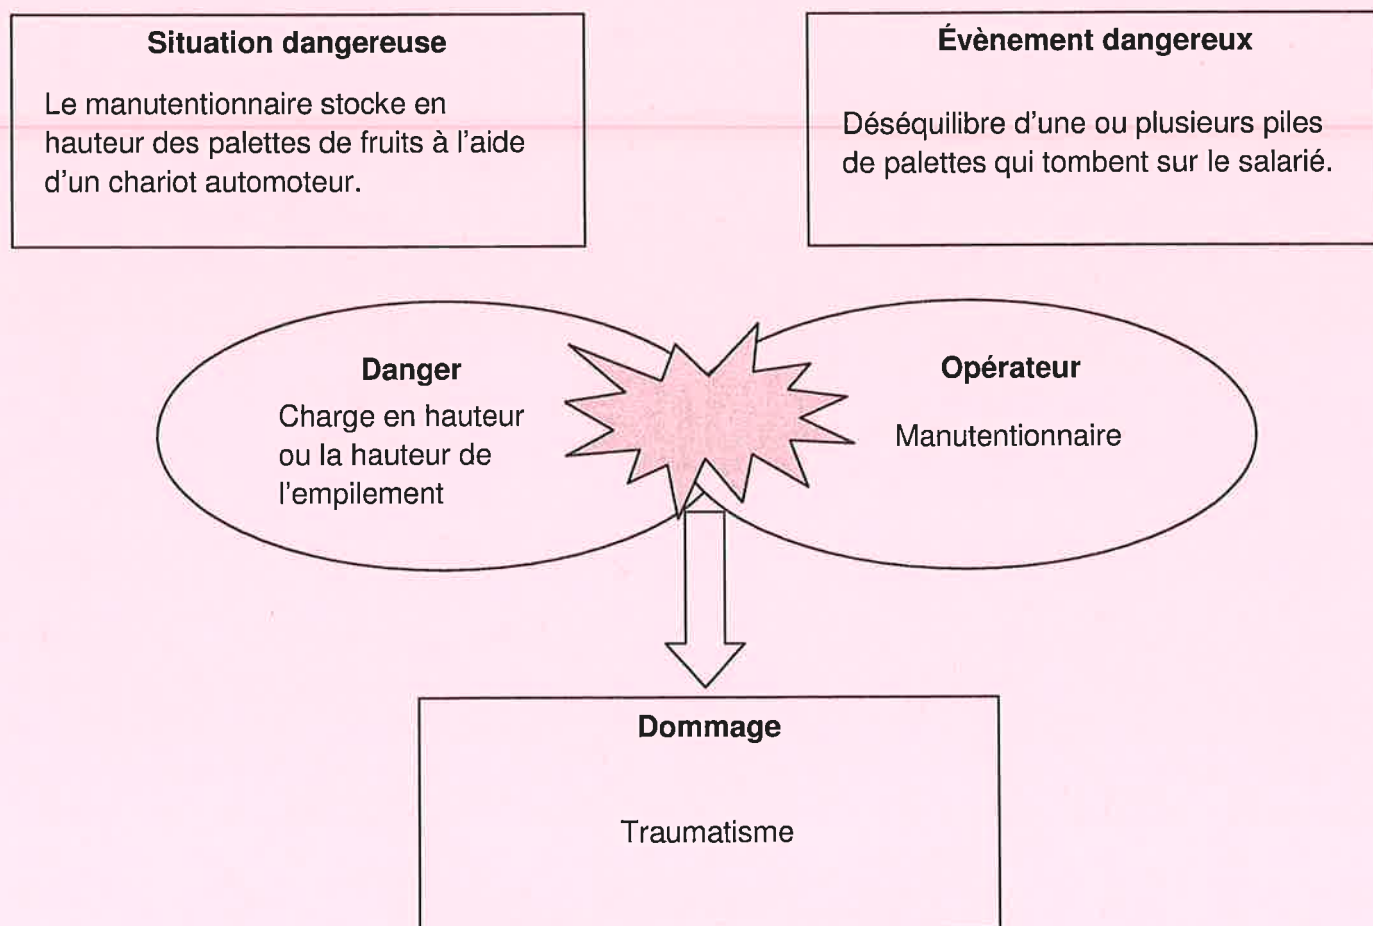 Situation dangereuse
Le manutentionnaire stocke en
hauteur des palettes de fruits à l'aide
d'un chariot automoteur.
Évènement dangereux
Déséquilibre d'une ou plusieurs piles
de palettes qui tombent sur le salarié.
Danger
Charge en hauteur
ou la hauteur de
l'empilement
Opérateur
Manutentionnaire
Dommage
Traumatisme